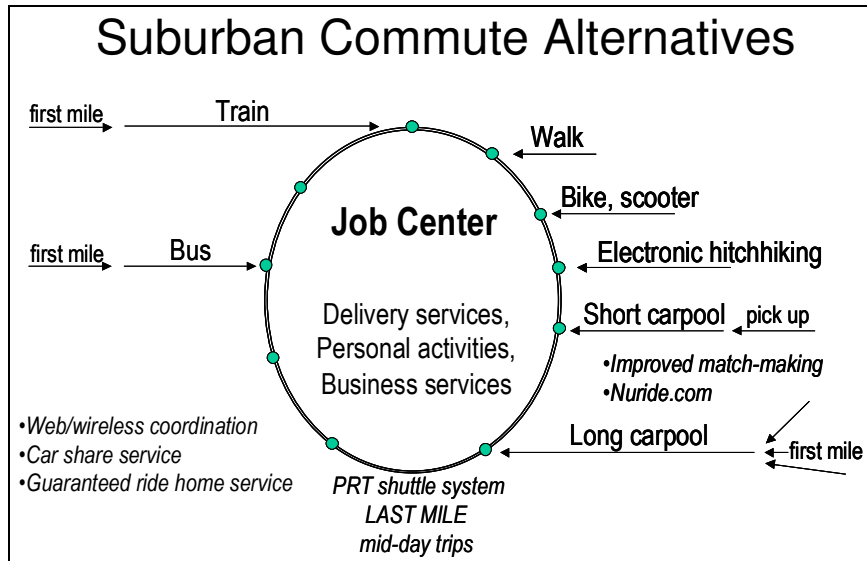 Suburban Commute Alternatives
first mile
Train
Walk
Bike, scooter
first mile
Bus
Electronic hitchhiking
Short carpool
pick up
•Improved match-making
•Nuride.com
Long carpool
first mile
Job Center
Delivery services,
Personal activities,
Business services
•Web/wireless coordination
•Car share service
•Guaranteed ride home service
PRT shuttle system
LAST MILE
mid-day trips